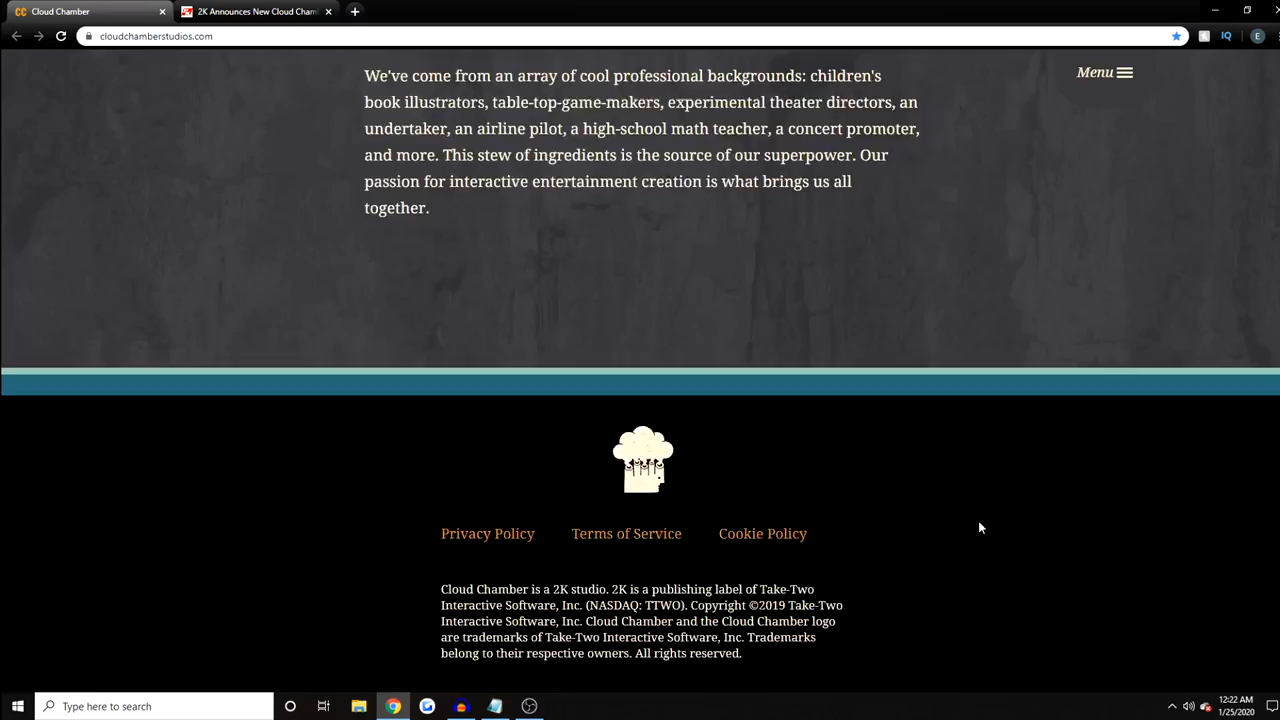 Cloud Chamber
2K Announces New Cloud Cham
cloudchamberstudios.com
E
Menu
We've come from an array of cool professional backgrounds: children's
book illustrators, table-top-game-makers, experimental theater directors, an
undertaker, an airline pilot, a high-school math teacher, a concert promoter,
and more. This stew of ingredients is the source of our superpower. Our
passion for interactive entertainment creation is what brings us all
together.
Privacy Policy Terms of Service Cookie Policy
Cloud Chamber is a 2K studio. 2K is a publishing label of Take-Two
Interactive Software, Inc. (NASDAQ: TTWO). Copyright ©2019 Take-Two
Interactive Software, Inc. Cloud Chamber and the Cloud Chamber logo
are trademarks of Take-Two Interactive Software, Inc. Trademarks
belong to their respective owners. All rights reserved.
Type here to search
12:22 AM
1/25/2020